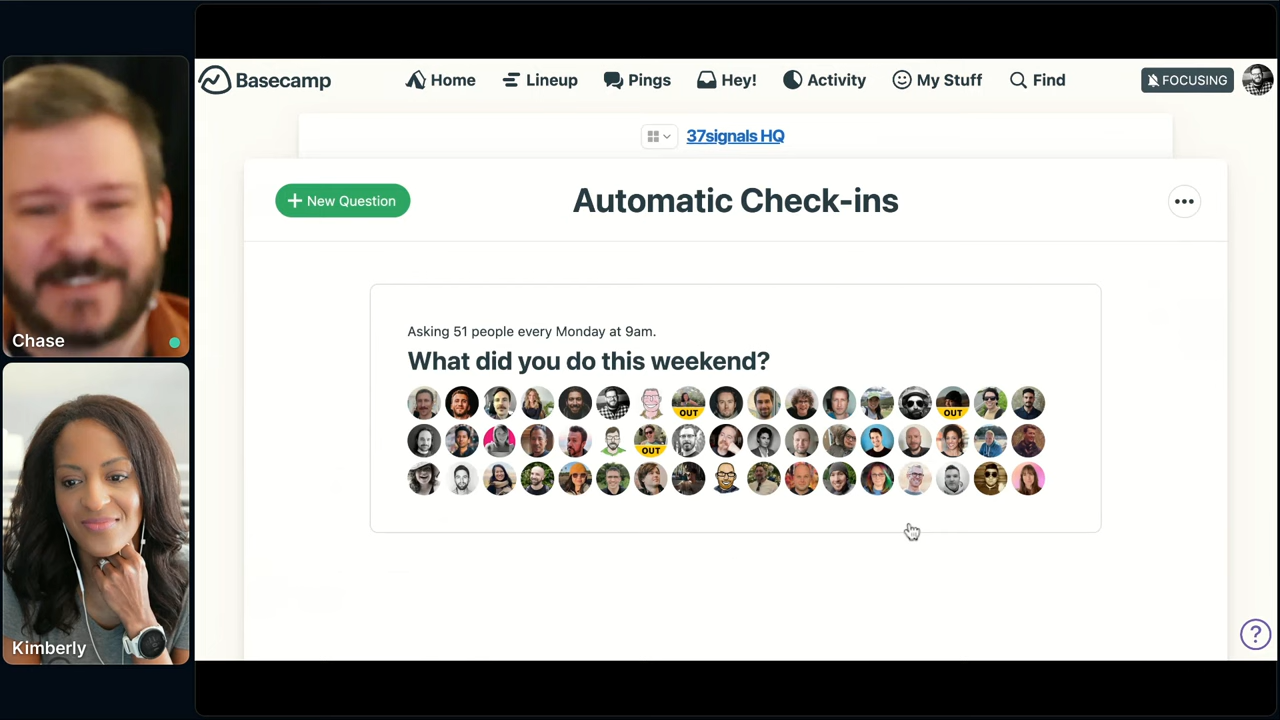 Basecamp
Home
Lineup
Pings
Hey!
Activity
My Stuff
Find
FOCUSING
37signals HQ
New Question
Automatic Check-ins
Asking 51 people every Monday at 9am.
What did you do this weekend?
OUT
OUT
OUT
Chase
Kimberly
?